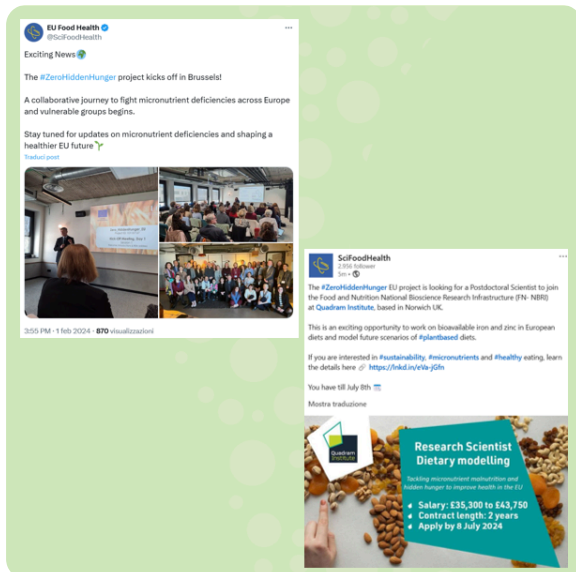 EU Food Health
@SciFoodHealth
Exciting News
The #ZeroHiddenHunger project kicks off in Brussels!
A collaborative journey to fight micronutrient deficiencies across Europe
and vulnerable groups begins.
Stay tuned for updates on micronutrient deficiencies and shaping a
healthier EU future
Traduci post
3:55 PM · 1 feb 2024 · 870 visualizzazioni
SciFoodHealth
2.956 follower
5m •
The #ZeroHiddenHunger EU project is looking for a Postdoctoral Scientist to join
the Food and Nutrition National Bioscience Research Infrastructure (FN- NBRI)
at Quadram Institute, based in Norwich UK.
This is an exciting opportunity to work on bioavailable iron and zinc in European
diets and model future scenarios of #plantbased diets.
If you are interested in #sustainability, #micronutrients and #healthy eating, learn
the details here https://lnkd.in/eVa-jGfn
You have till July 8th
Mostra traduzione
Quadram
Institute
Research Scientist
Dietary modelling
Tackling micronutrient malnutrition and
hidden hunger to improve health in the EU
Salary: £35,300 to £43,750
Contract length: 2 years
Apply by 8 July 2024